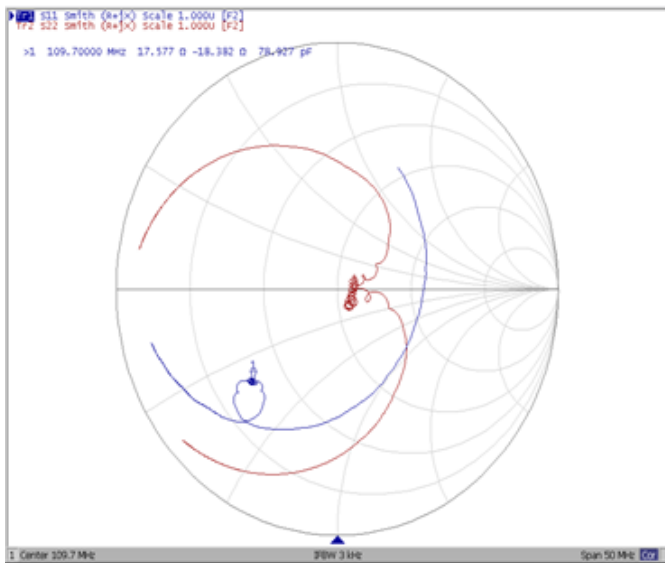 Tr1 S11 Smith (R+jX) Scale 1.000U [F2]
Tr2 S22 Smith (R+jX) Scale 1.000U [F2]
>1 109.70000 MHz 17.577 Ω -18.382 Ω 78.927 pF
1
1 Center 109.7 MHz IFBW 3 kHz Span 50 MHz Cor